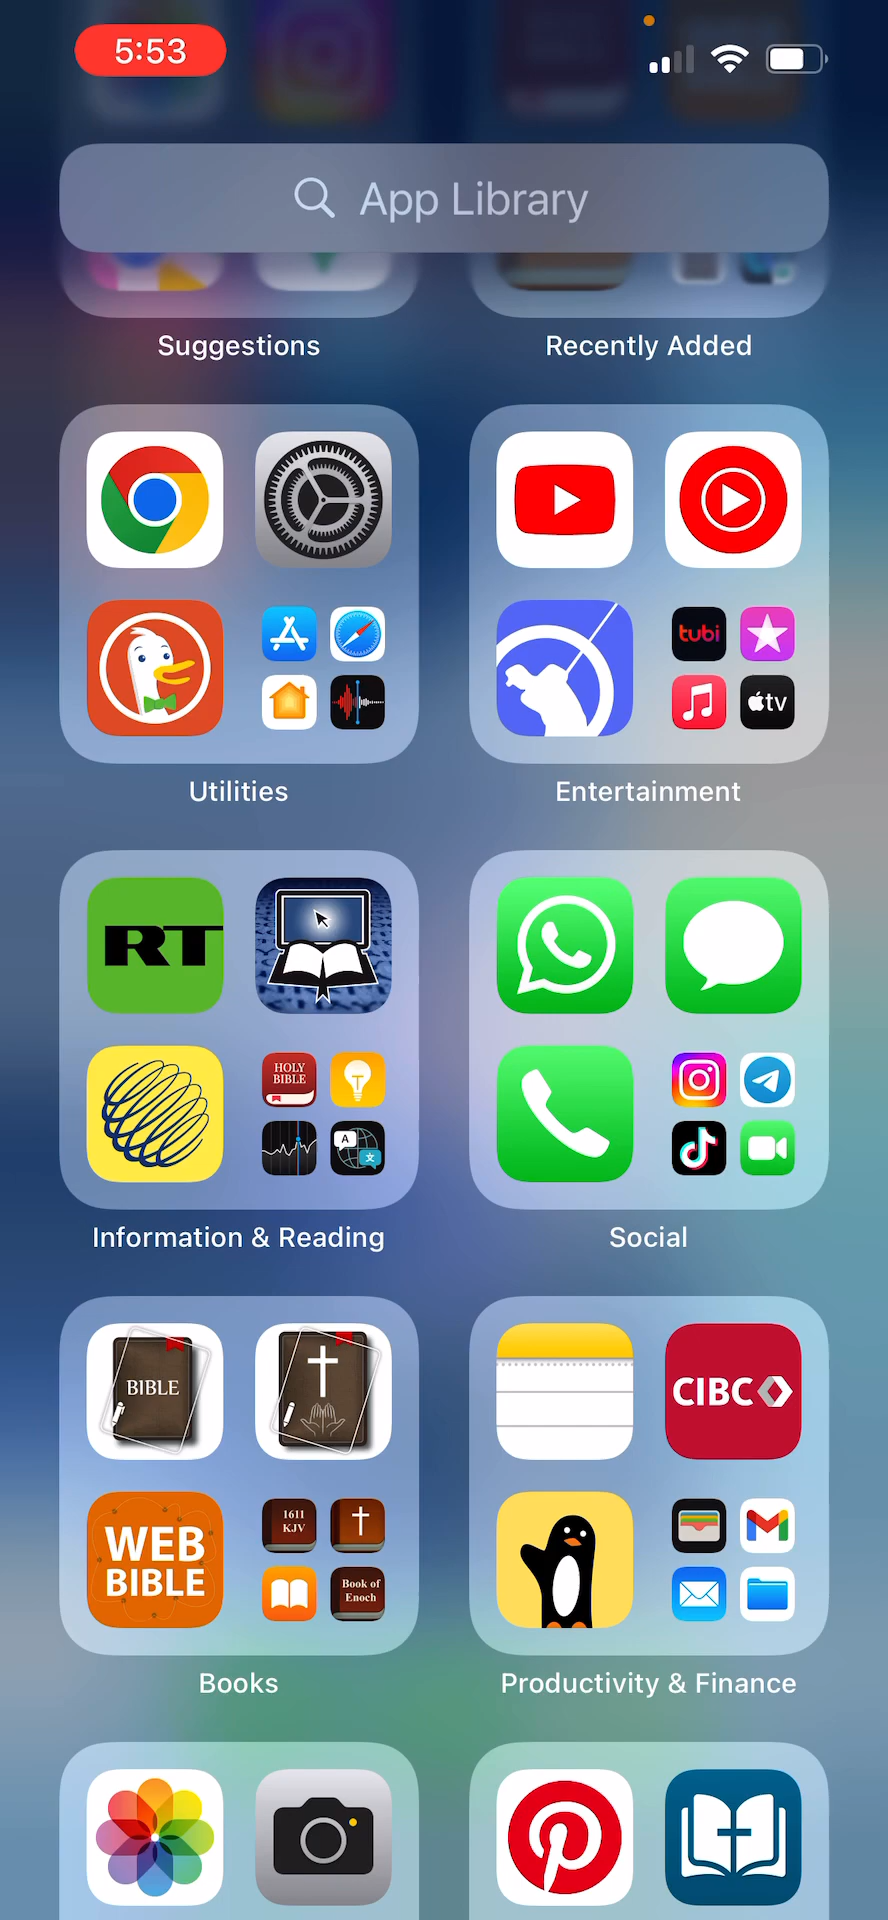 5:53
App Library
Suggestions
Recently Added
tubi
tv
Utilities
Entertainment
RT
HOLY
BIBLE
T
A
文
Information & Reading
Social
BIBLE
CIBC
WEB
BIBLE
1611
KJV
Book of
Enoch
Books
Productivity & Finance